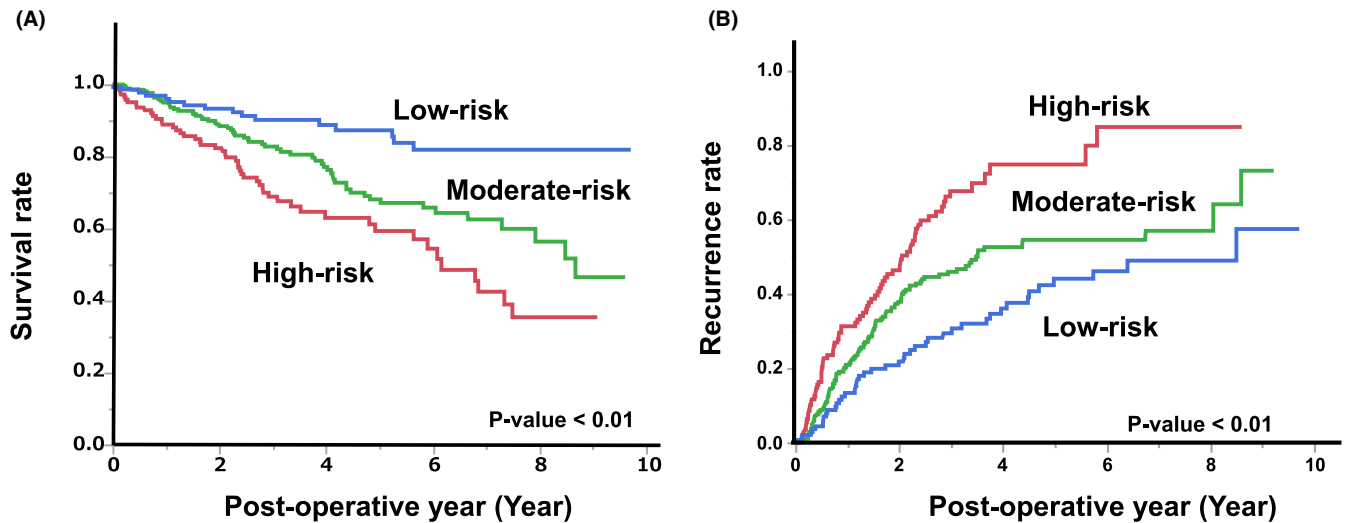 (A)
Survival rate
1.0
0.8
0.6
0.4
0.2
0.0
Low-risk
Moderate-risk
High-risk
P-value < 0.01
0 2 4 6 8 10
Post-operative year (Year)
(B)
Recurrence rate
1.0
0.8
0.6
0.4
0.2
0.0
High-risk
Moderate-risk
Low-risk
P-value < 0.01
0 2 4 6 8 10
Post-operative year (Year)